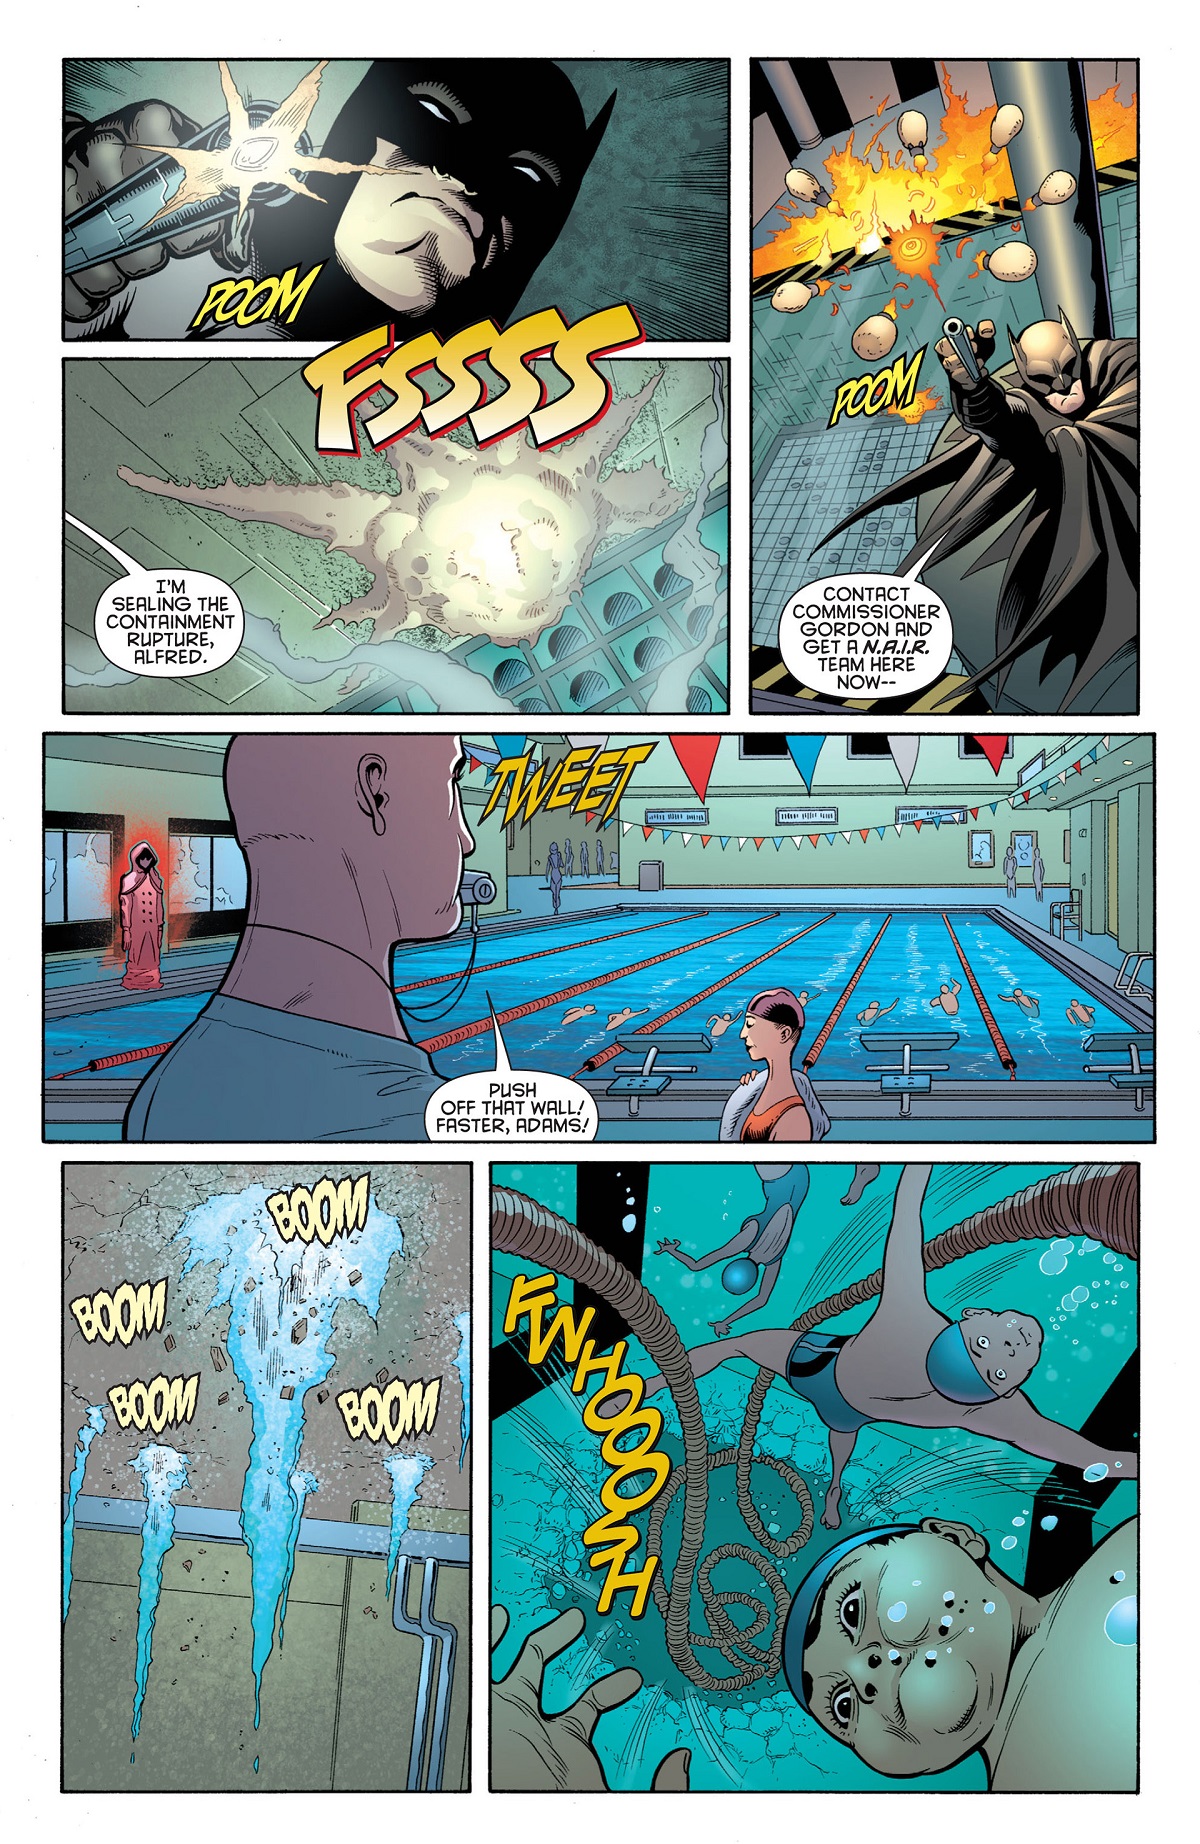 POOM
FSSSS
I'M
SEALING THE
CONTAINMENT
RUPTURE,
ALFRED.
POOM
CONTACT
COMMISSIONER
GORDON AND
GET A N.A.I.R.
TEAM HERE
NOW--
TWEET
PUSH
OFF THAT WALL!
FASTER, ADAMS!
BOOM
BOOM
BOOM
BOOM
FWHOOOSH